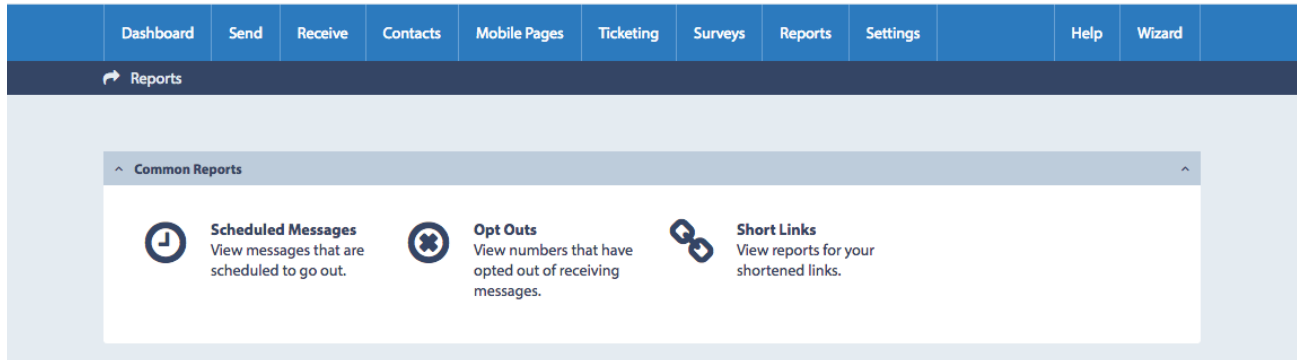 Dashboard Send Receive Contacts Mobile Pages Ticketing Surveys Reports Settings Help Wizard
Reports
Common Reports
Scheduled Messages
View messages that are
scheduled to go out.
Opt Outs
View numbers that have
opted out of receiving
messages.
Short Links
View reports for your
shortened links.